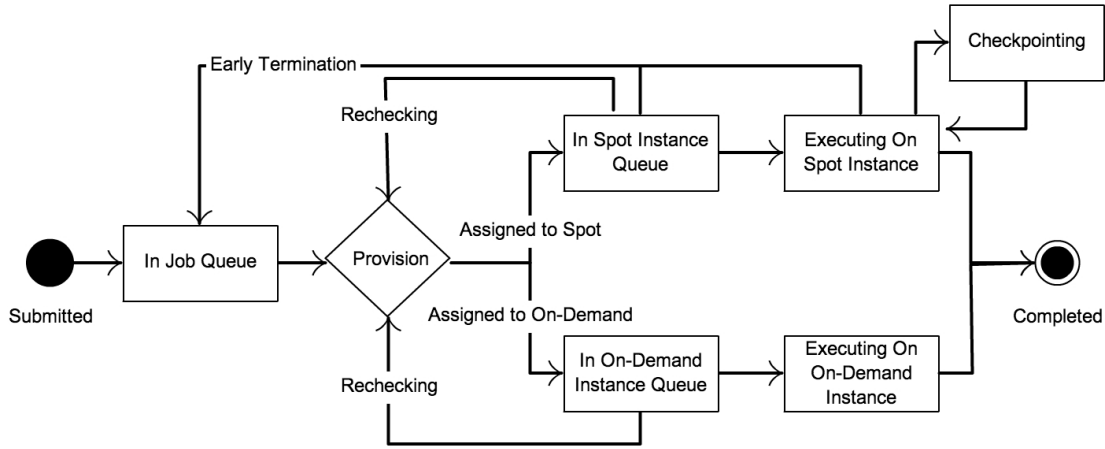 Checkpointing
Early Termination
Rechecking
In Spot Instance
Queue
Executing On
Spot Instance
Assigned to Spot
In Job Queue
Provision
Submitted
Assigned to On-Demand
Completed
Rechecking
In On-Demand
Instance Queue
Executing On
On-Demand
Instance